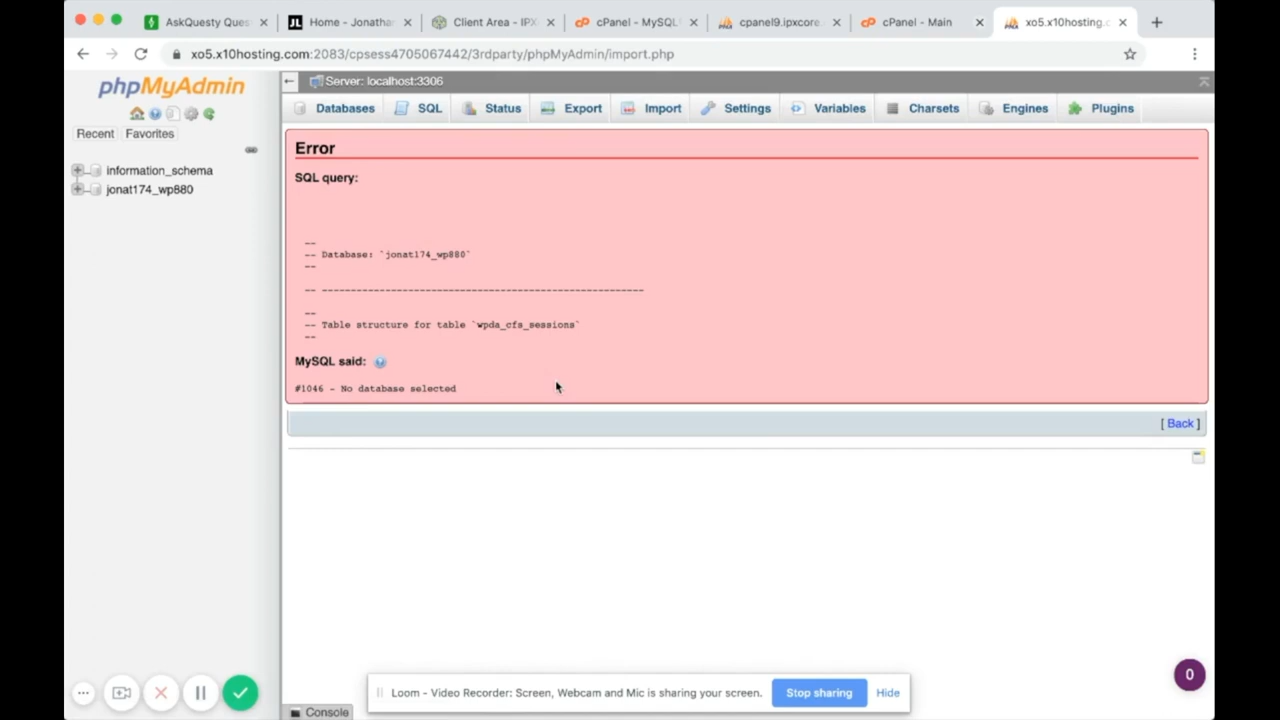 AskQuesty Ques
Home - Jonathar
Client Area - IPX
cPanel - MySQL
cpanel9.ipxcore
cPanel - Main
xo5.x10hosting.c
xo5.x10hosting.com:2083/cpsess4705067442/3rdparty/phpMyAdmin/import.php
phpMyAdmin
Recent Favorites
information_schema
jonat174_wp880
Server: localhost:3306
Databases SQL Status Export Import Settings Variables Charsets Engines Plugins
Error
SQL query:
--
-- Database: `jonat174_wp880`
--
-- --------------------------------------------------------
--
-- Table structure for table `wpda_cfs_sessions`
--
MySQL said:
#1046 - No database selected
[ Back ]
0
Loom - Video Recorder: Screen, Webcam and Mic is sharing your screen. Stop sharing Hide
Console